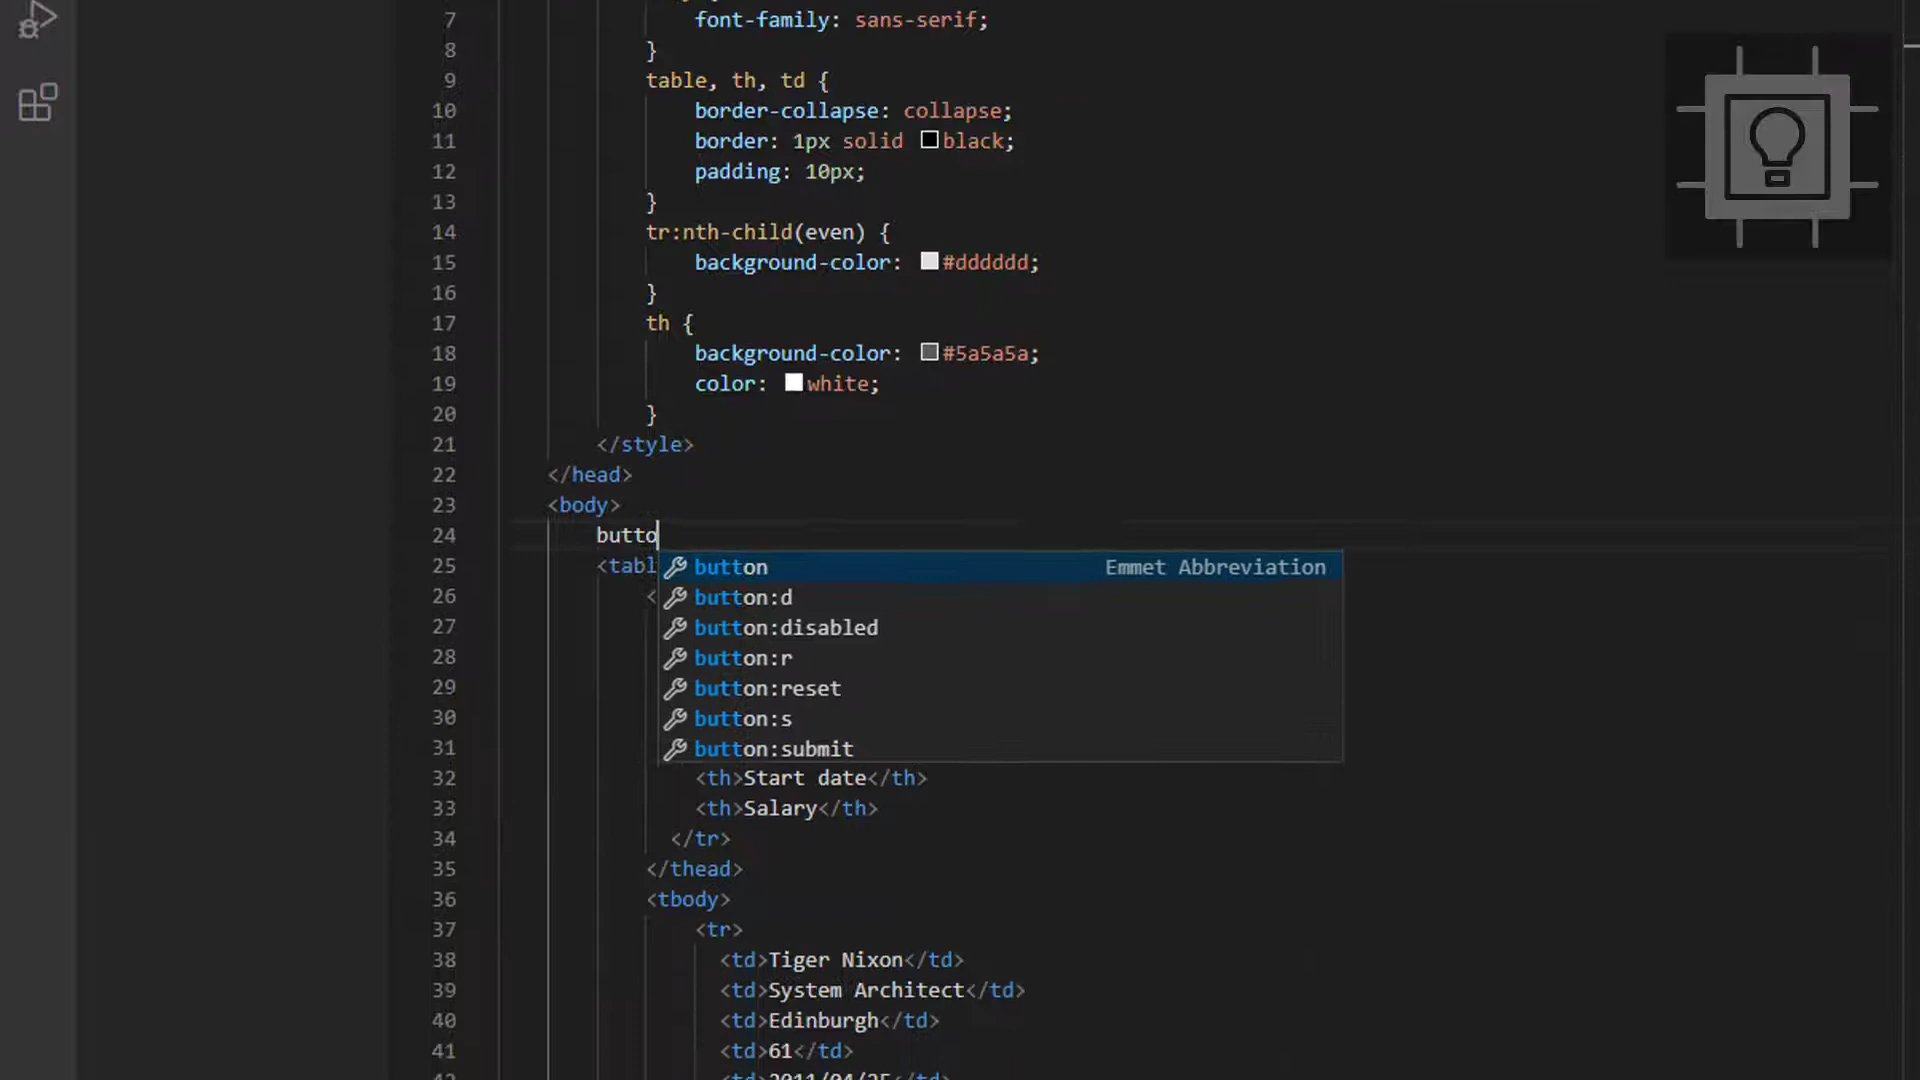 7 font-family: sans-serif;
8 }
9 table, th, td {
10 border-collapse: collapse;
11 border: 1px solid black;
12 padding: 10px;
13 }
14 tr:nth-child(even) {
15 background-color: #dddddd;
16 }
17 th {
18 background-color: #5a5a5a;
19 color: white;
20 }
21 </style>
22 </head>
23 <body>
24 butto
25 <tabl
button Emmet Abbreviation
26 <
button:d
27
button:disabled
28
button:r
29
button:reset
30
button:s
31
button:submit
32 <th>Start date</th>
33 <th>Salary</th>
34 </tr>
35 </thead>
36 <tbody>
37 <tr>
38 <td>Tiger Nixon</td>
39 <td>System Architect</td>
40 <td>Edinburgh</td>
41 <td>61</td>
<td>2011/04/25</td>